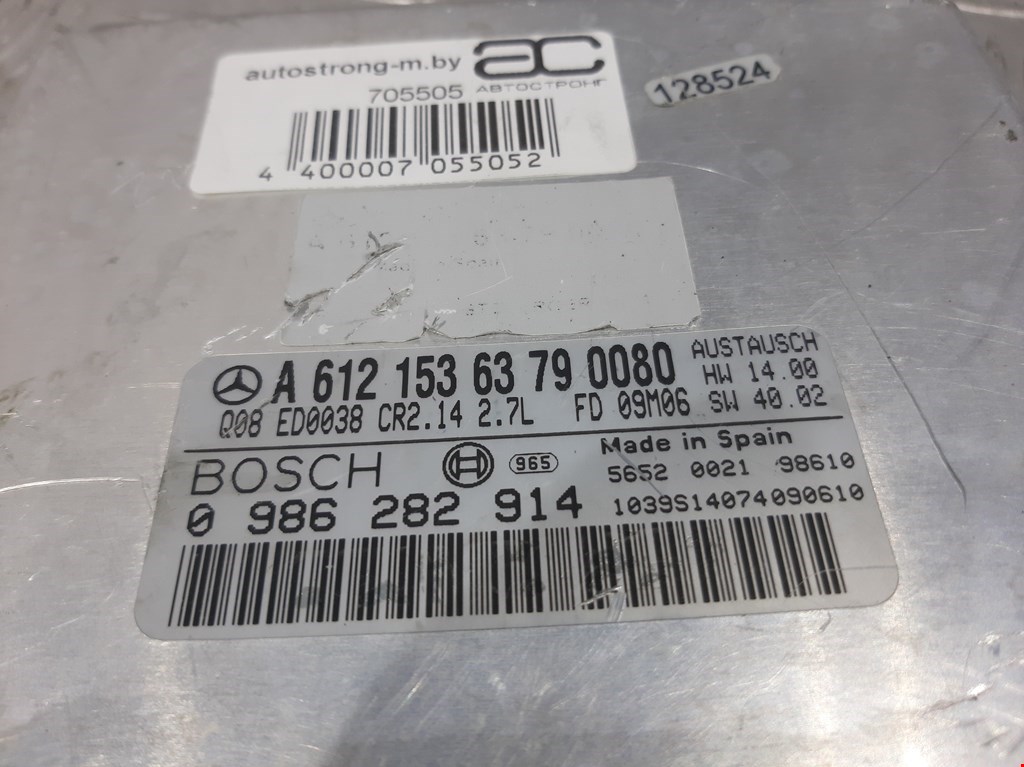 autostrong-m.by ac
705505 АВТОСТРОНГ
4 400007 055052
128524
A 612 153 63 79 0080 AUSTAUSCH
HW 14.00
Q08 ED0038 CR2.14 2.7L FD 09M06 SW 40.02
BOSCH 965 Made in Spain
5652 0021 98610
0 986 282 914 1039S14074090610